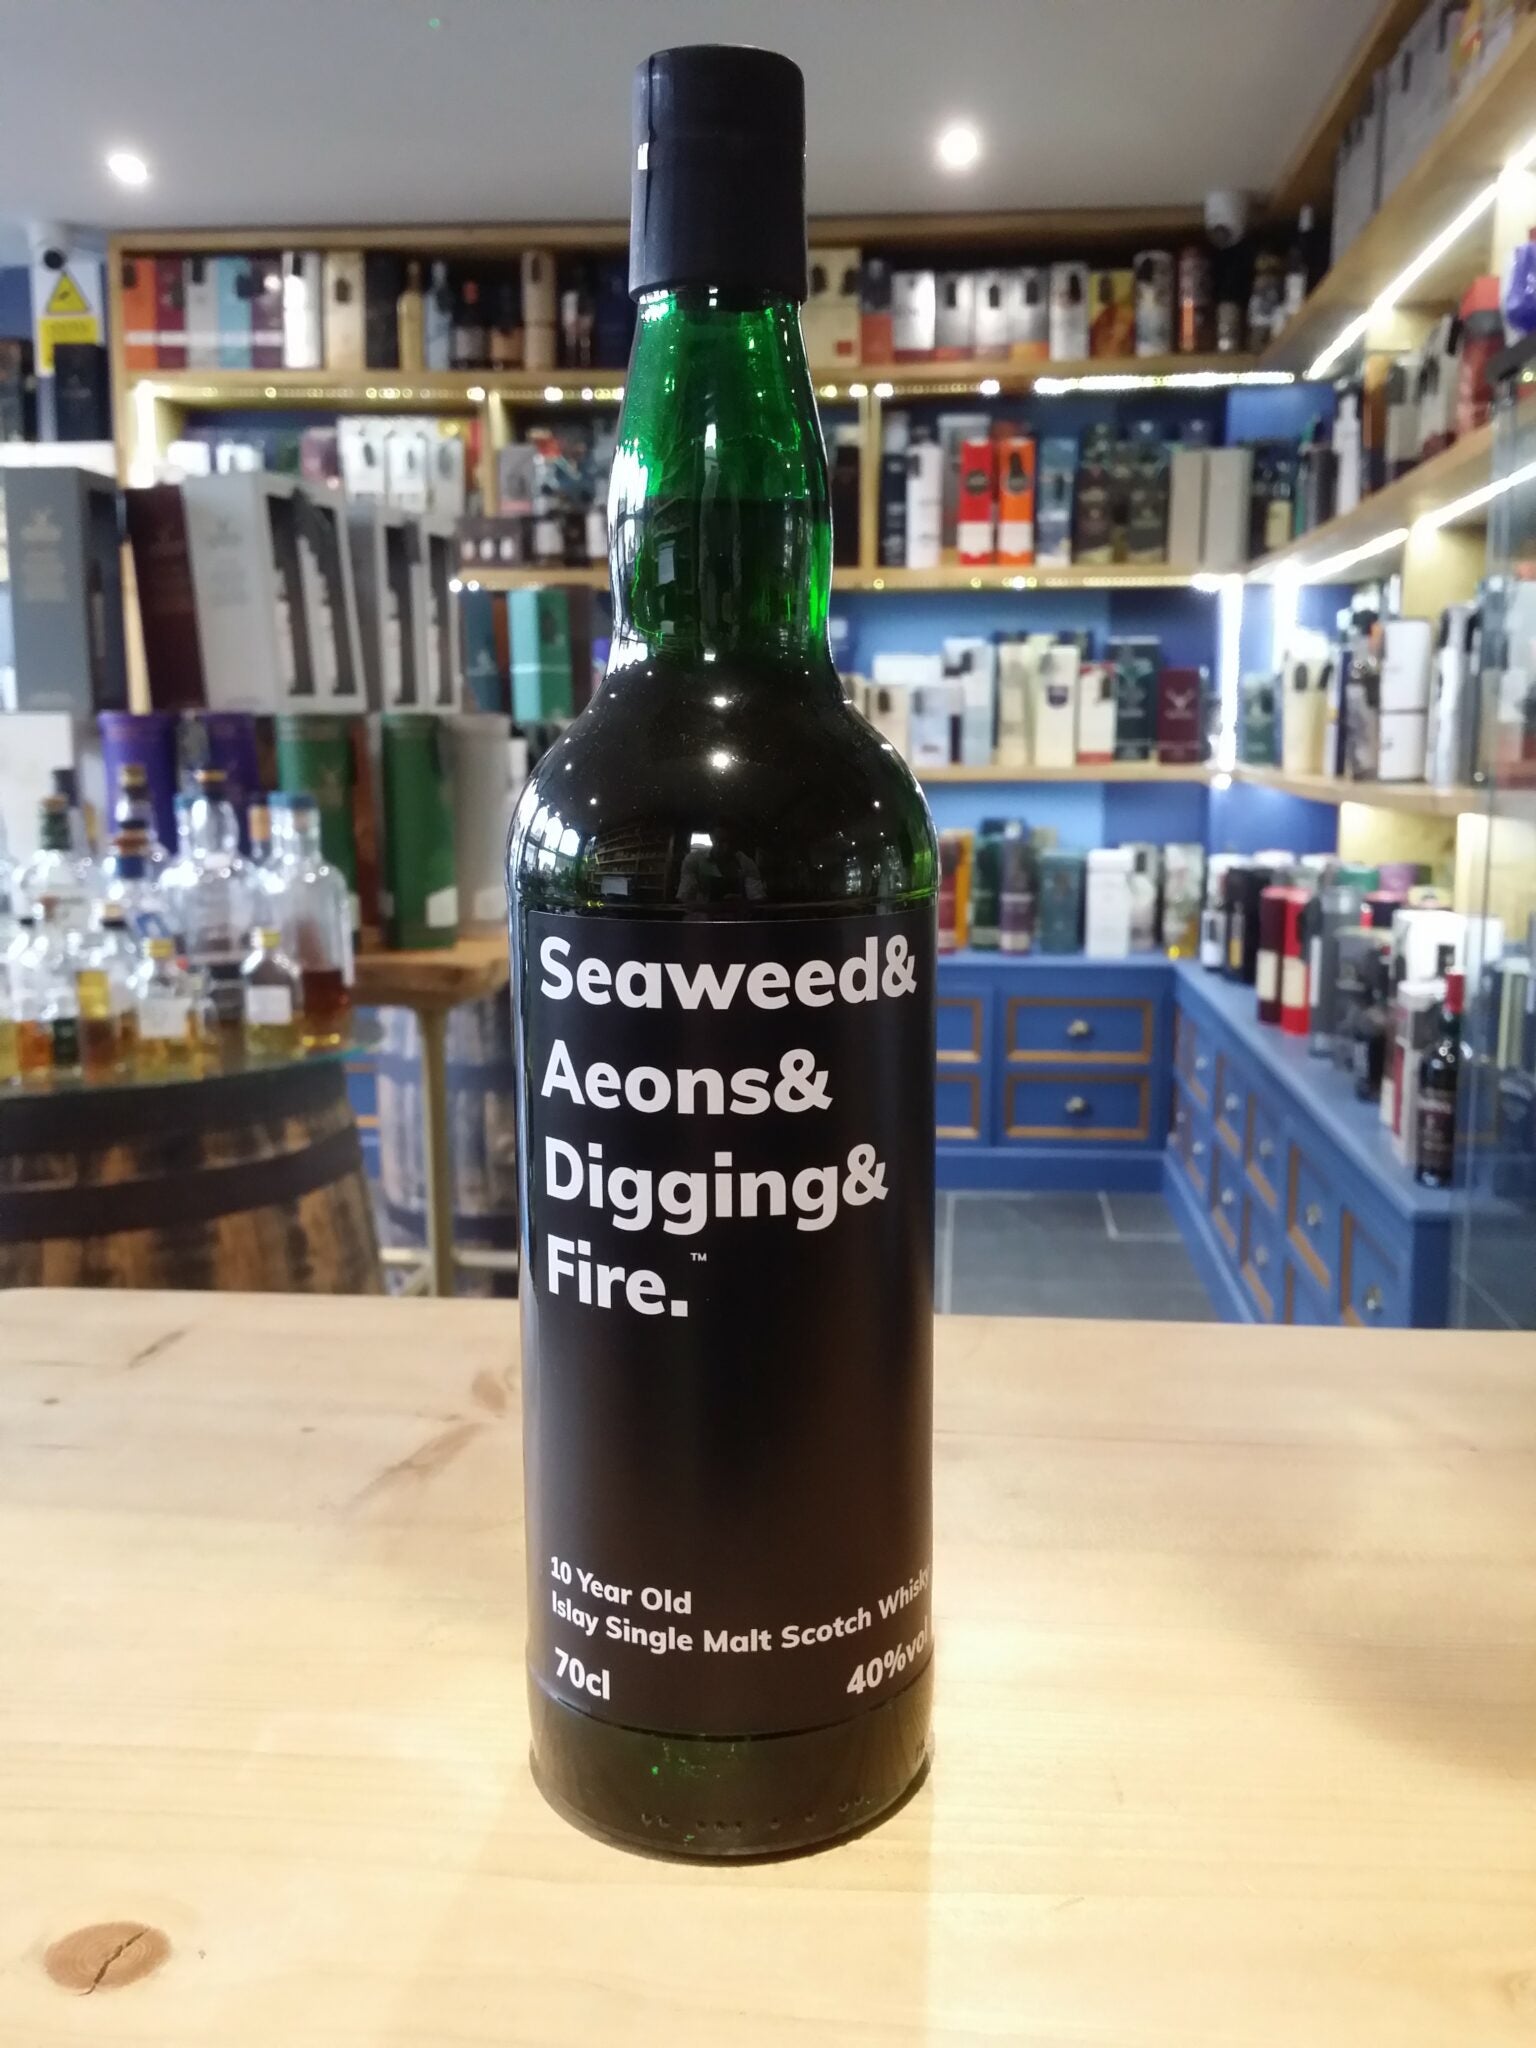 Seaweed&
Aeons&
Digging&
Fire.™
10 Year Old
Islay Single Malt Scotch Whisky
70cl
40%vol